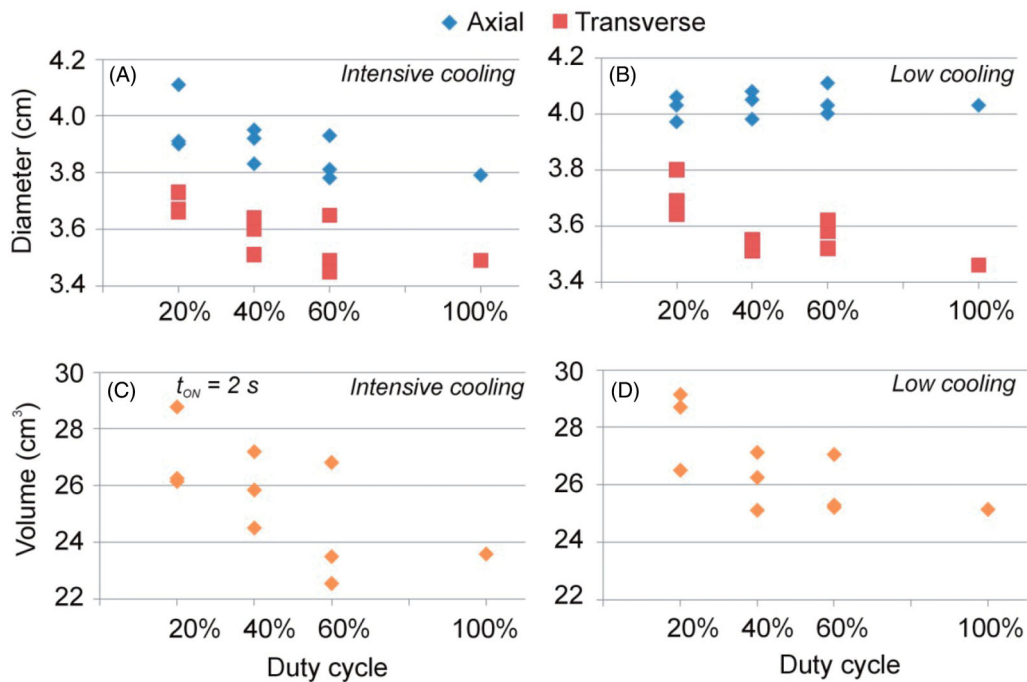 Axial Transverse
(A) Intensive cooling
4.2
4.0
3.8
3.6
3.4
Diameter (cm)
20% 40% 60% 100%
(B) Low cooling
4.2
4.0
3.8
3.6
3.4
20% 40% 60% 100%
(C) tON = 2 s Intensive cooling
30
28
26
24
22
Volume (cm³)
20% 40% 60% 100%
Duty cycle
(D) Low cooling
30
28
26
24
22
20% 40% 60% 100%
Duty cycle